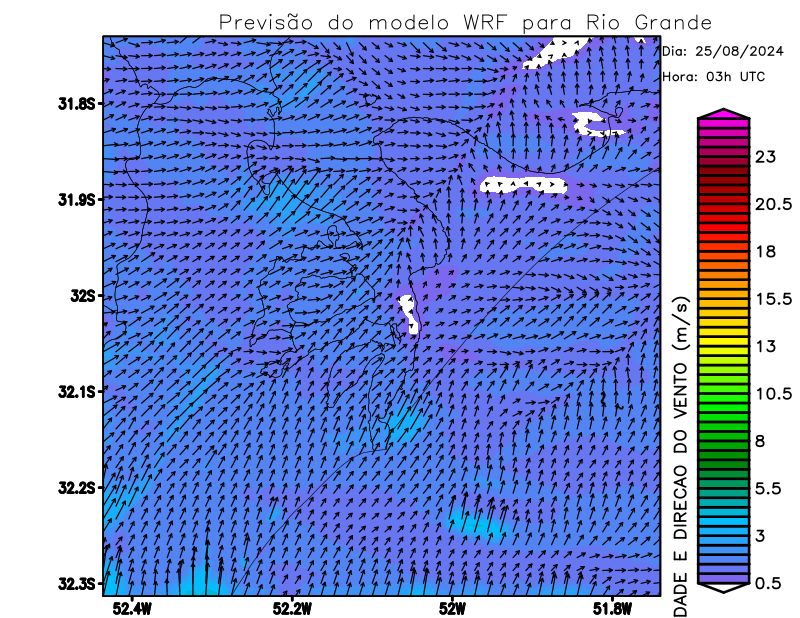 Previsão do modelo WRF para Rio Grande
Dia: 25/08/2024
Hora: 03h UTC
31.8S
31.9S
32S
32.1S
32.2S
32.3S
52.4W
52.2W
52W
51.8W
DADE E DIRECAO DO VENTO (m/s)
23
20.5
18
15.5
13
10.5
8
5.5
3
0.5